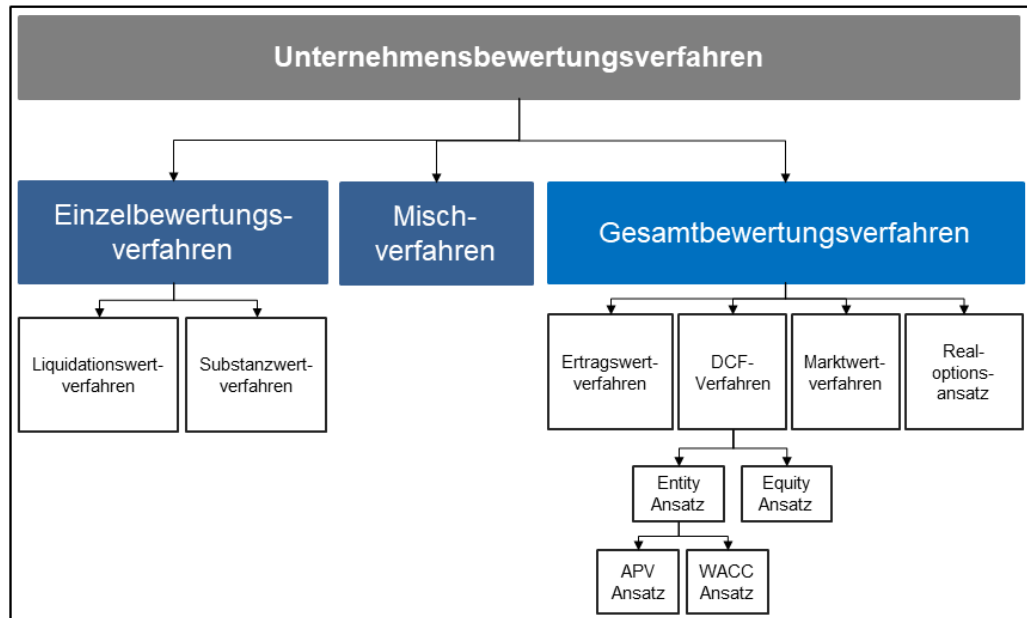 Unternehmensbewertungsverfahren
Einzelbewertungs-
verfahren
Misch-
verfahren
Gesamtbewertungsverfahren
Liquidationswert-
verfahren
Substanzwert-
verfahren
Ertragswert-
verfahren
DCF-
Verfahren
Marktwert-
verfahren
Real-
options-
ansatz
Entity
Ansatz
Equity
Ansatz
APV
Ansatz
WACC
Ansatz